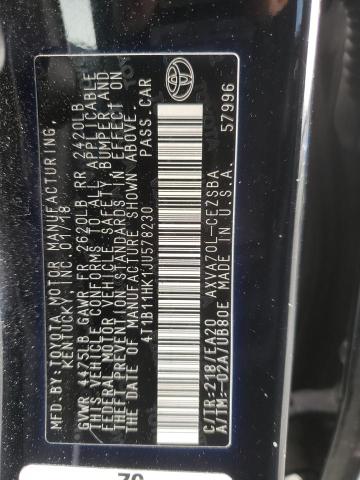 MFD.BY: TOYOTA MOTOR MANUFACTURING,
KENTUCKY, INC. 01/18
GVWR 4475LB GAWR FR 2620LB RR 2420LB
THIS VEHICLE CONFORMS TO ALL APPLICABLE
FEDERAL MOTOR VEHICLE SAFETY, BUMPER AND
THEFT PREVENTION STANDARDS IN EFFECT ON
THE DATE OF MANUFACTURE SHOWN ABOVE.
4T1B11HK1JU578230 PASS.CAR
C/TR:218/EA20 AXVA70L-CEZSBA
A/TM:-02A/UB80E MADE IN U.S.A.
57996